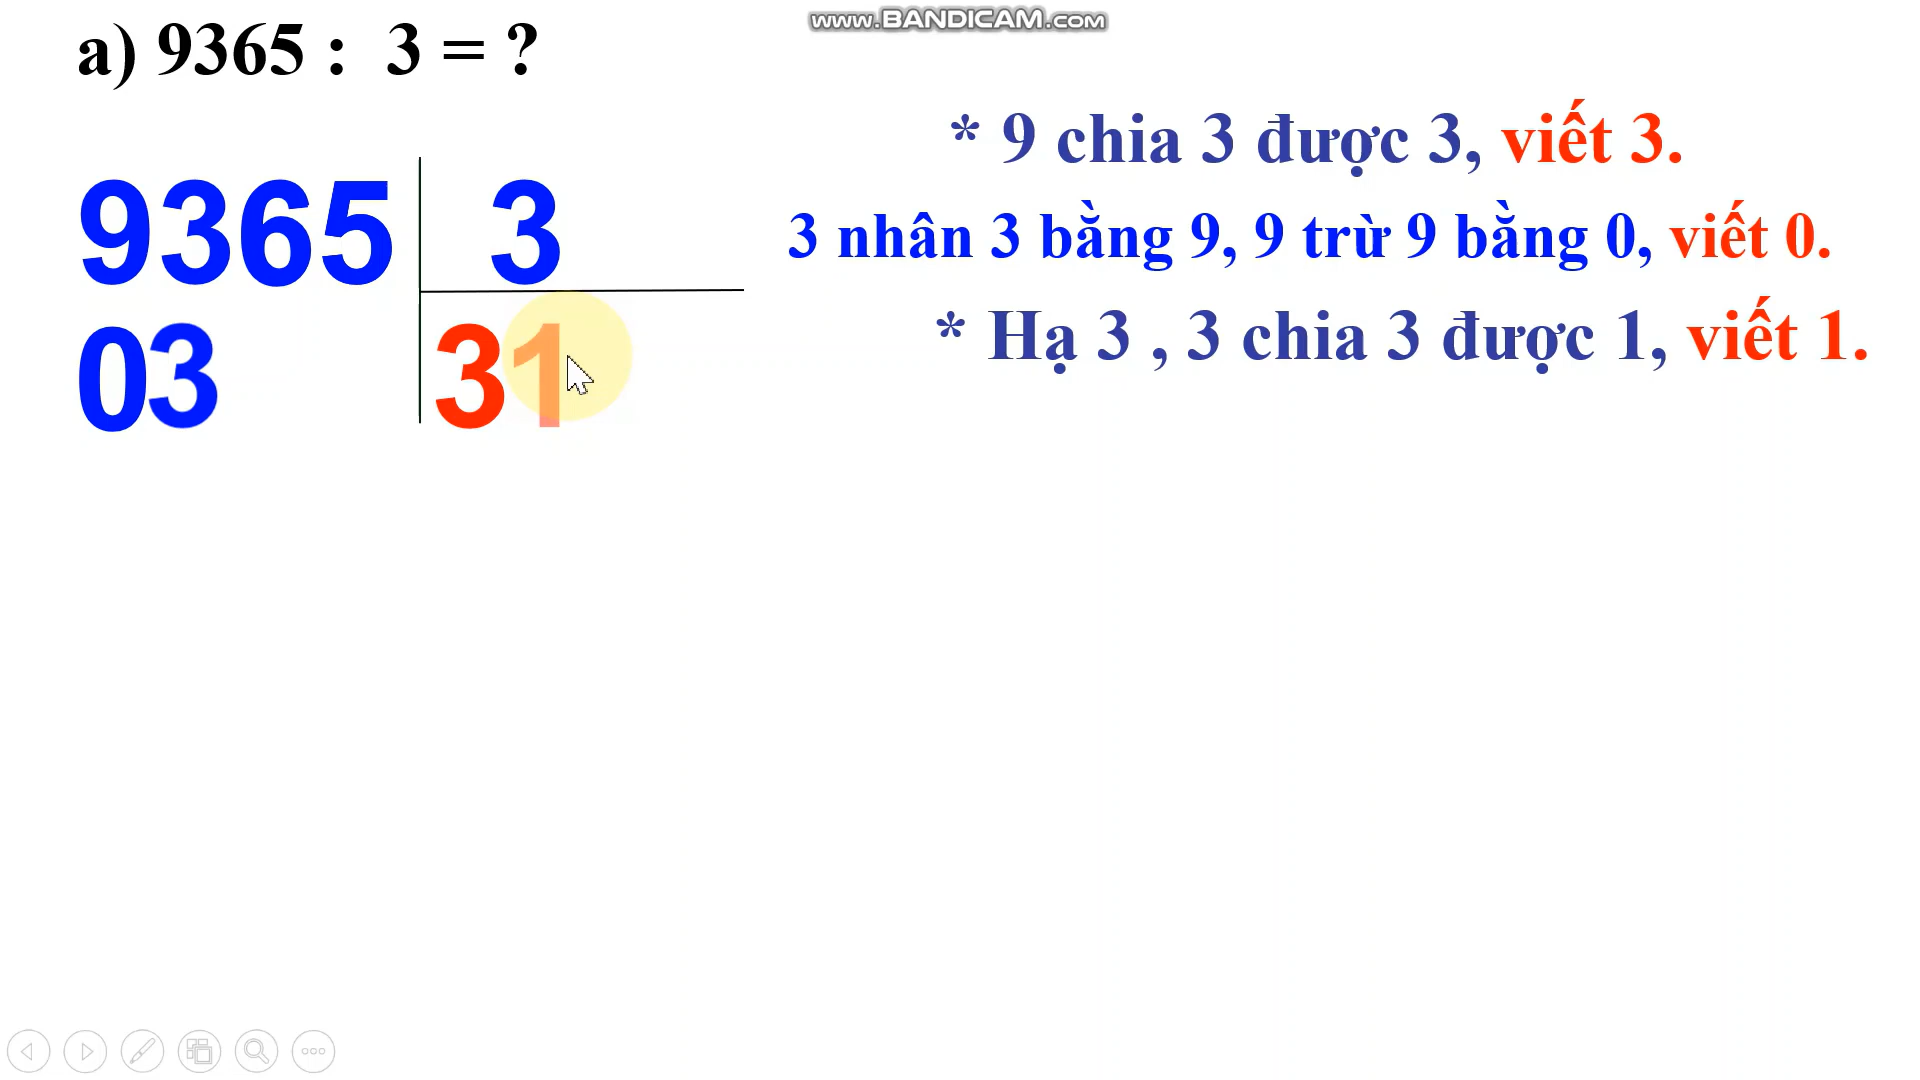 www.BANDICAM.com
a) 9365 : 3 = ?
* 9 chia 3 được 3, viết 3.
9365 3
3 nhân 3 bằng 9, 9 trừ 9 bằng 0, viết 0.
* Hạ 3 , 3 chia 3 được 1, viết 1.
03 31